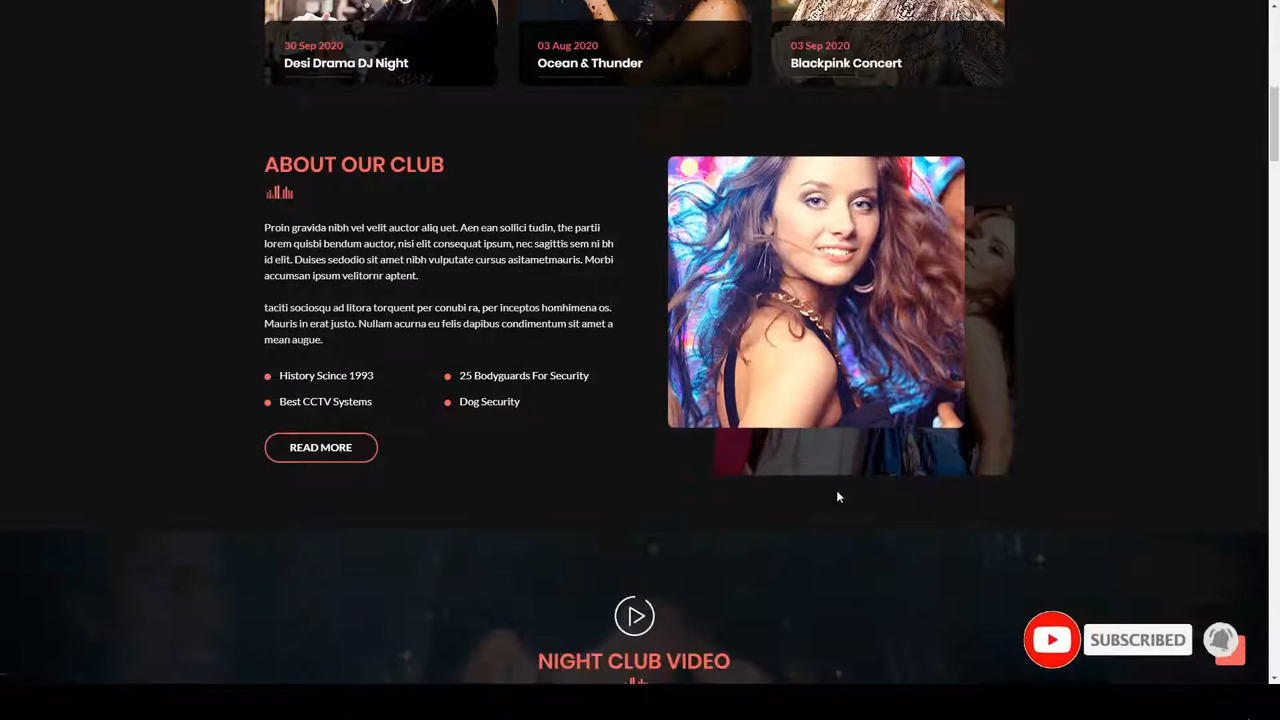 30 Sep 2020
Desi Drama DJ Night
03 Aug 2020
Ocean & Thunder
03 Sep 2020
Blackpink Concert
ABOUT OUR CLUB
Proin gravida nibh vel velit auctor aliq uet. Aen ean sollici tudin, the partii
lorem quisbi bendum auctor, nisi elit consequat ipsum, nec sagittis sem ni bh
id elit. Duises sedodio sit amet nibh vulputate cursus asitametmauris. Morbi
accumsan ipsum velitornr aptent.
taciti sociosqu ad litora torquent per conubi ra, per inceptos homhimena os.
Mauris in erat justo. Nullam acurna eu felis dapibus condimentum sit amet a
mean augue.
History Scince 1993
25 Bodyguards For Security
Best CCTV Systems
Dog Security
READ MORE
NIGHT CLUB VIDEO
SUBSCRIBED